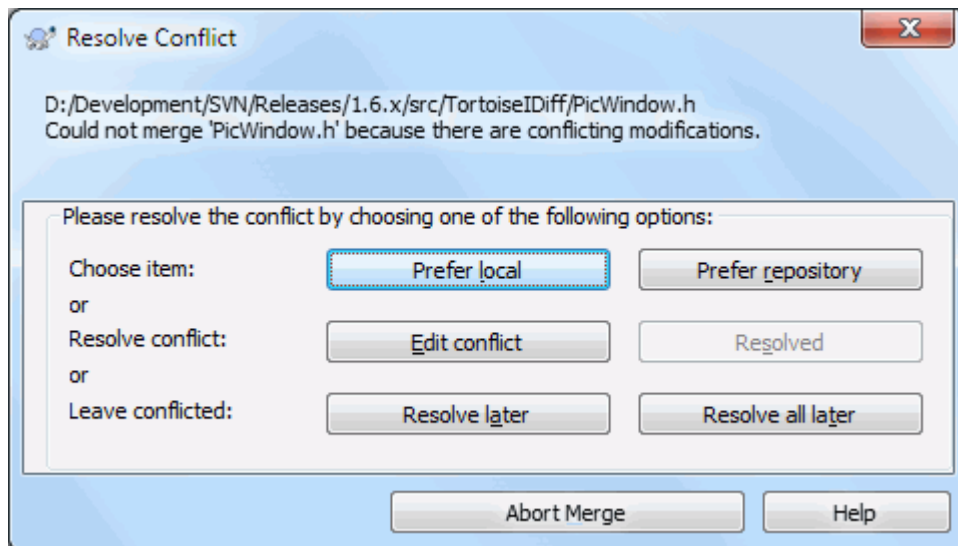 Resolve Conflict
D:/Development/SVN/Releases/1.6.x/src/TortoiseIDiff/PicWindow.h
Could not merge 'PicWindow.h' because there are conflicting modifications.
Please resolve the conflict by choosing one of the following options:
Choose item: Prefer local Prefer repository
or
Resolve conflict: Edit conflict Resolved
or
Leave conflicted: Resolve later Resolve all later
Abort Merge Help